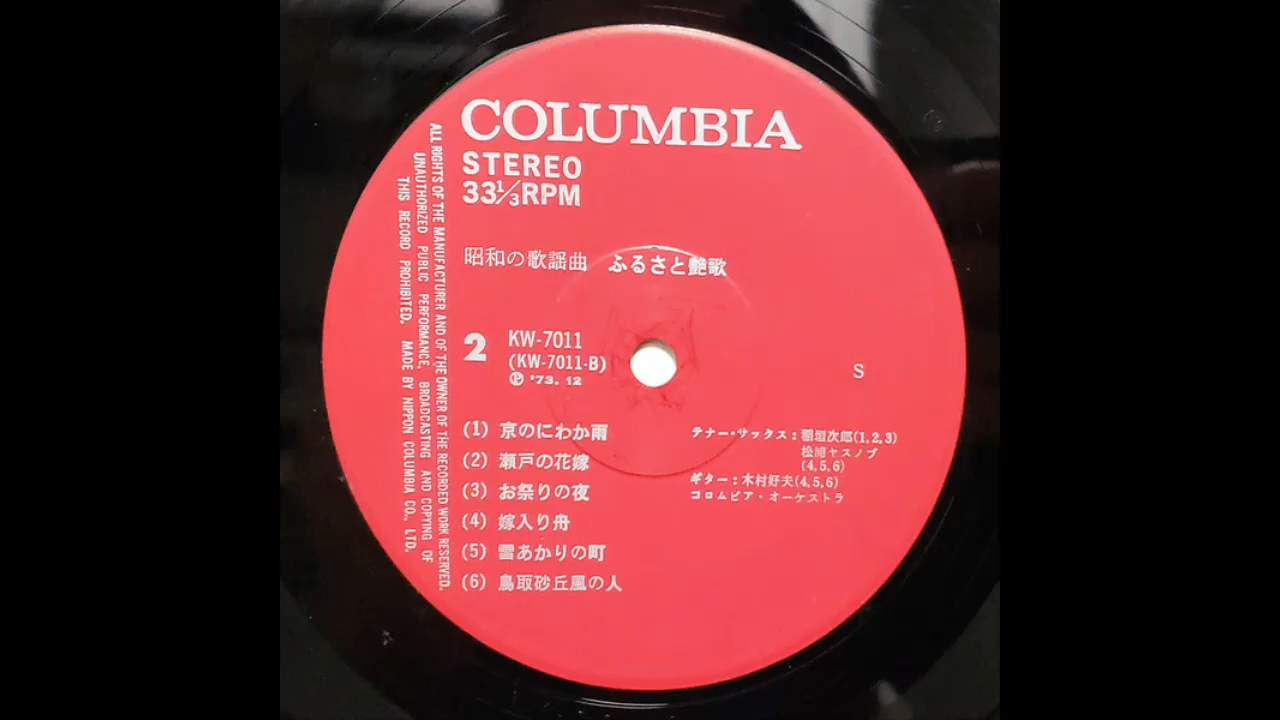 COLUMBIA
STEREO
33⅓RPM
昭和の歌謡曲 ふるさと艶歌
2 KW-7011
(KW-7011-B)
Ⓟ '73. 12
S
(1) 京のにわか雨
(2) 瀬戸の花嫁
(3) お祭りの夜
(4) 嫁入り舟
(5) 雪あかりの町
(6) 鳥取砂丘風の人
テナー・サックス：稲垣次郎(1,2,3)
松浦ヤスノブ
(4,5,6)
ギター：木村好夫(4,5,6)
コロムビア・オーケストラ
ALL RIGHTS OF THE MANUFACTURER AND OF THE OWNER OF THE RECORDED WORK RESERVED.
UNAUTHORIZED PUBLIC PERFORMANCE, BROADCASTING AND COPYING OF
THIS RECORD PROHIBITED. MADE BY NIPPON COLUMBIA CO., LTD.